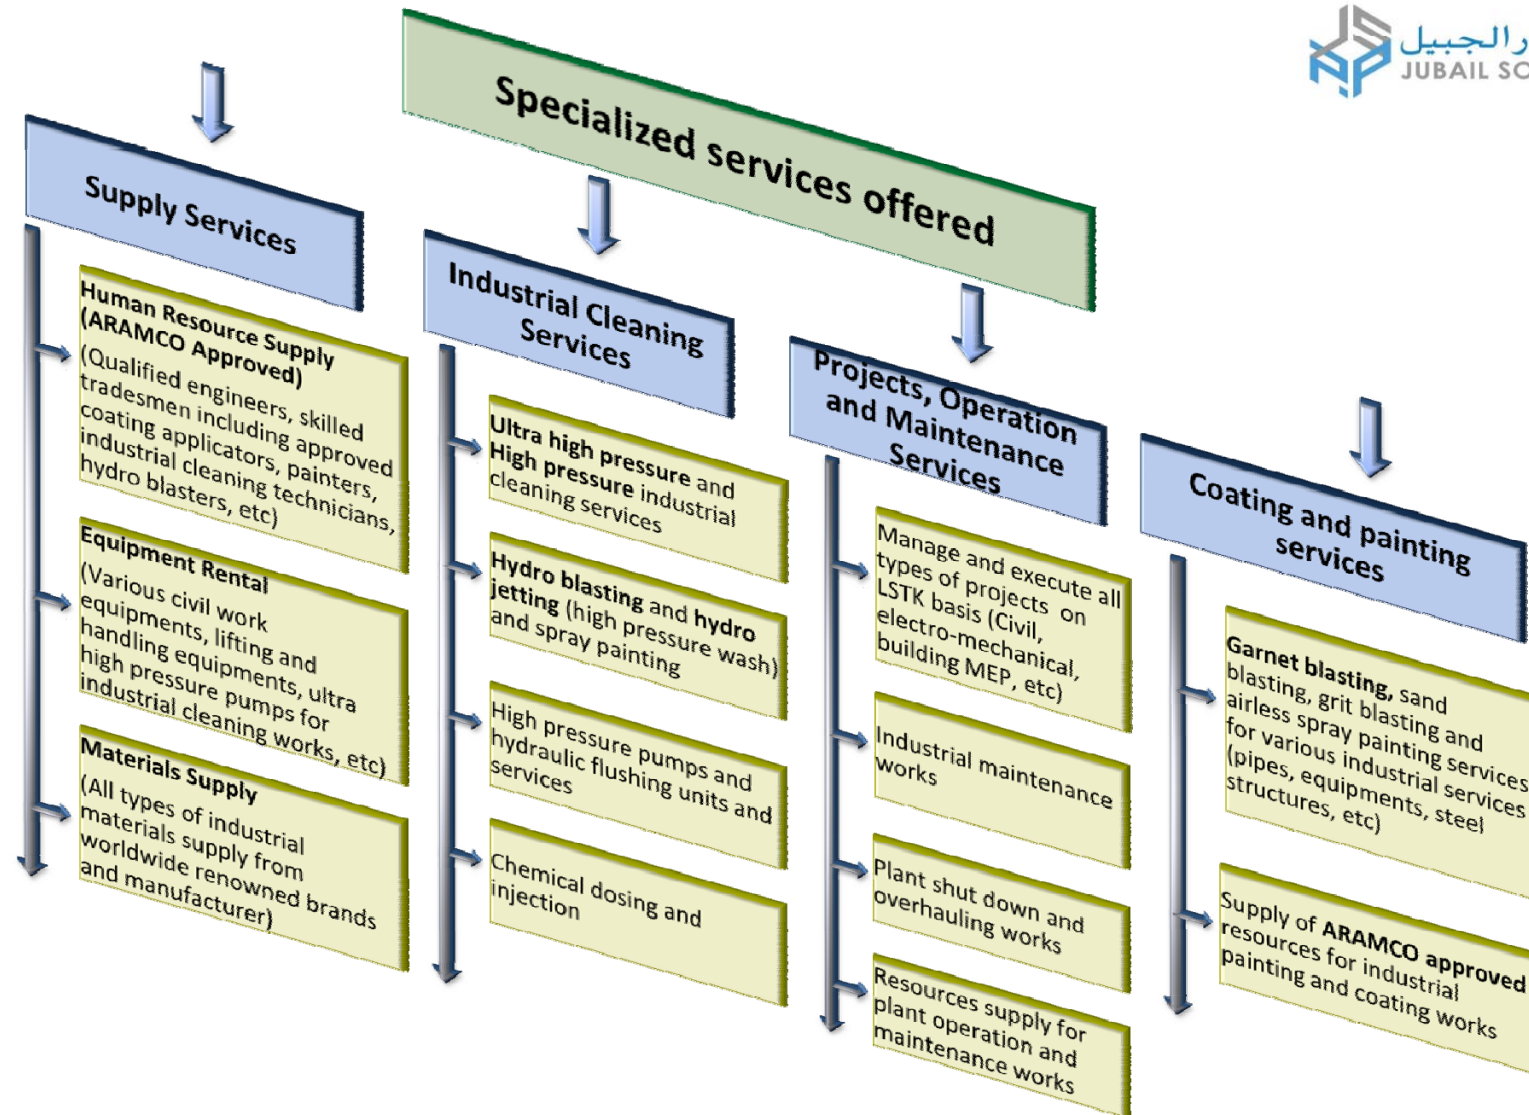 الجبيل
JUBAIL
Specialized services offered
Supply Services
Human Resource Supply
(ARAMCO Approved)
(Qualified engineers, skilled
tradesmen including approved
coating applicators, painters,
industrial cleaning technicians,
hydro blasters, etc)
Equipment Rental
(Various civil work
equipments, lifting and
handling equipments, ultra
high pressure pumps for
industrial cleaning works, etc)
Materials Supply
(All types of industrial
materials supply from
worldwide renowned brands
and manufacturer)
Industrial Cleaning
Services
Ultra high pressure and
High pressure industrial
cleaning services
Hydro blasting and hydro
jetting (high pressure wash)
and spray painting
High pressure pumps and
hydraulic flushing units and
services
Chemical dosing and
injection
Projects, Operation
and Maintenance
Services
Manage and execute all
types of projects on
LSTK basis (Civil,
electro-mechanical,
building MEP, etc)
Industrial maintenance
works
Plant shut down and
overhauling works
Resources supply for
plant operation and
maintenance works
Coating and painting
services
Garnet blasting, sand
blasting, grit blasting and
airless spray painting services
for various industrial services
(pipes, equipments, steel
structures, etc)
Supply of ARAMCO approved
resources for industrial
painting and coating works